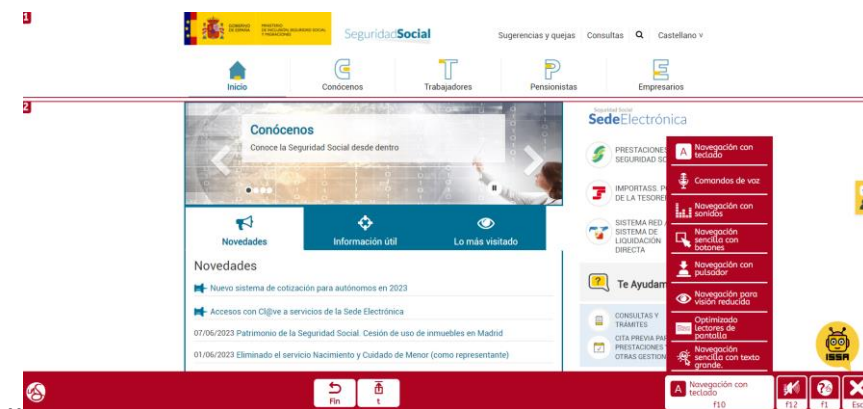 1
GOBIERNO
DE ESPAÑA
MINISTERIO
DE INCLUSIÓN, SEGURIDAD SOCIAL
Y MIGRACIONES
SeguridadSocial
Sugerencias y quejas Consultas Castellano
Inicio Conócenos Trabajadores Pensionistas Empresarios
2
Conócenos
Conoce la Seguridad Social desde dentro
Novedades Información útil Lo más visitado
Novedades
Nuevo sistema de cotización para autónomos en 2023
Accesos con Cl@ve a servicios de la Sede Electrónica
07/06/2023 Patrimonio de la Seguridad Social. Cesión de uso de inmuebles en Madrid
01/06/2023 Eliminado el servicio Nacimiento y Cuidado de Menor (como representante)
Seguridad Social
SedeElectrónica
PRESTACIONES
SEGURIDAD SO
IMPORTASS. P
DE LA TESORE
SISTEMA RED
SISTEMA DE
LIQUIDACIÓN
DIRECTA
Te Ayudam
CONSULTAS Y
TRÁMITES
CITA PREVIA PAR
PRESTACIONES Y
OTRAS GESTION
A Navegación con
teclado
Comandos de voz
Navegación con
sonidos
Navegación
sencilla con
botones
Navegación con
pulsador
Navegación para
visión reducida
Optimizado
lectores de
pantalla
Navegación
sencilla con texto
grande.
ISSA
Fin
t
A Navegación con
teclado
f10
f12
f1
Esc